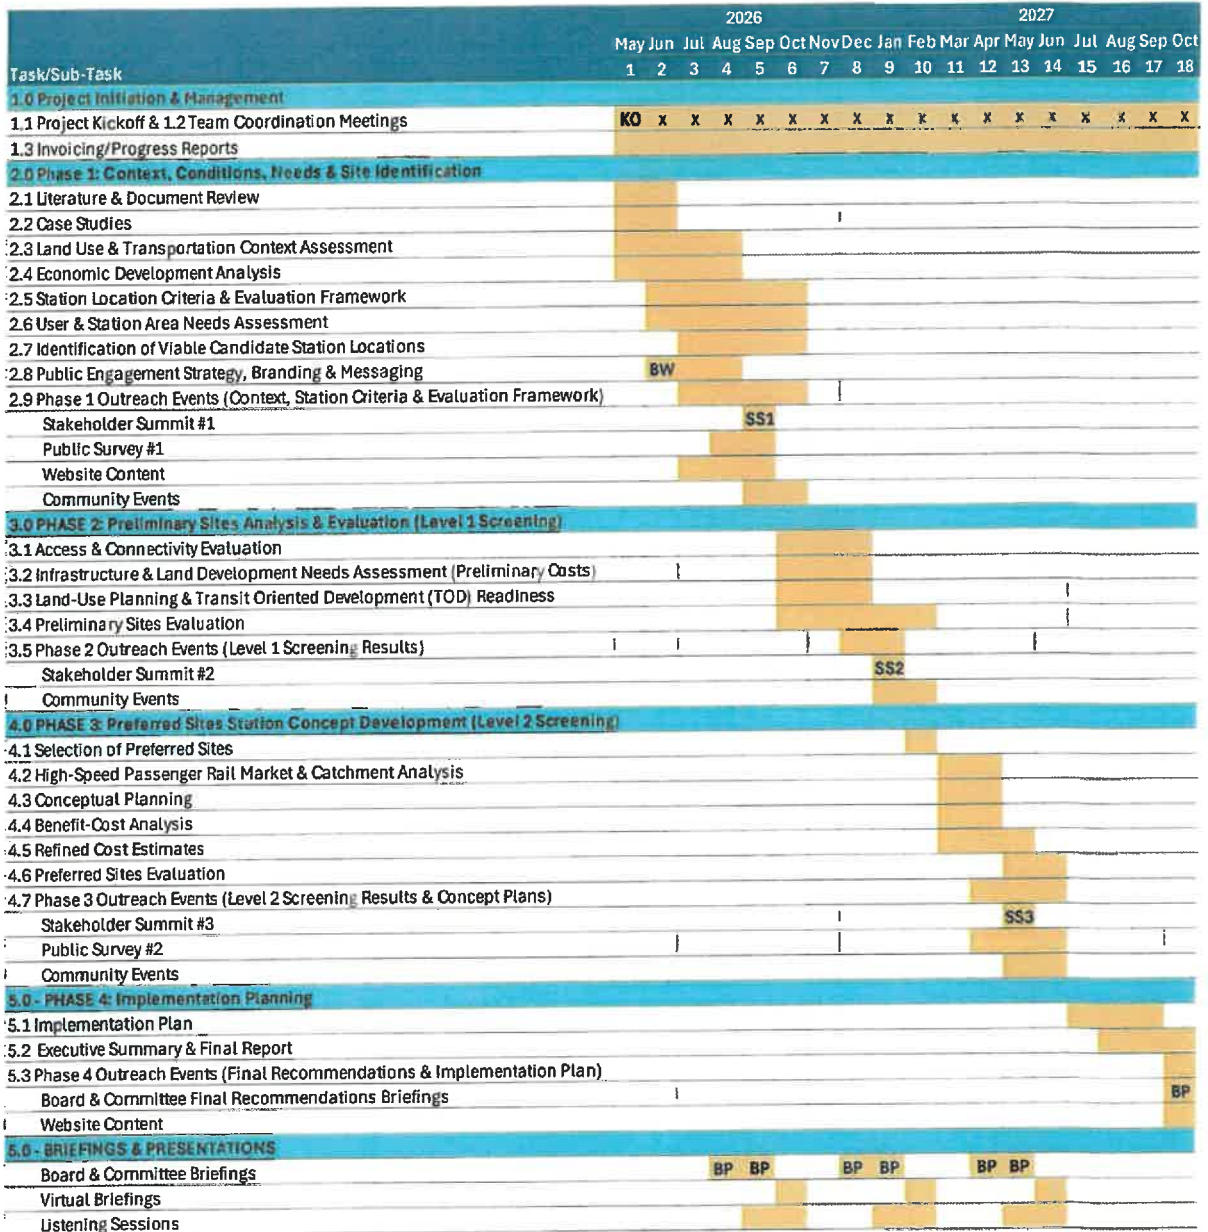 2026 2027
May Jun Jul Aug Sep Oct Nov Dec Jan Feb Mar Apr May Jun Jul Aug Sep Oct
Task/Sub-Task 1 2 3 4 5 6 7 8 9 10 11 12 13 14 15 16 17 18
1.0 Project Initiation & Management
1.1 Project Kickoff & 1.2 Team Coordination Meetings KO x x x x x x x x x x x x x x x x x
1.3 Invoicing/Progress Reports
2.0 Phase 1: Context, Conditions, Needs & Site Identification
2.1 Literature & Document Review
2.2 Case Studies
2.3 Land Use & Transportation Context Assessment
2.4 Economic Development Analysis
2.5 Station Location Criteria & Evaluation Framework
2.6 User & Station Area Needs Assessment
2.7 Identification of Viable Candidate Station Locations
2.8 Public Engagement Strategy, Branding & Messaging BW
2.9 Phase 1 Outreach Events (Context, Station Criteria & Evaluation Framework)
Stakeholder Summit #1 SS1
Public Survey #1
Website Content
Community Events
3.0 PHASE 2: Preliminary Sites Analysis & Evaluation (Level 1 Screening)
3.1 Access & Connectivity Evaluation
3.2 Infrastructure & Land Development Needs Assessment (Preliminary Costs)
3.3 Land-Use Planning & Transit Oriented Development (TOD) Readiness
3.4 Preliminary Sites Evaluation
3.5 Phase 2 Outreach Events (Level 1 Screening Results)
Stakeholder Summit #2 SS2
Community Events
4.0 PHASE 3: Preferred Sites Station Concept Development (Level 2 Screening)
4.1 Selection of Preferred Sites
4.2 High-Speed Passenger Rail Market & Catchment Analysis
4.3 Conceptual Planning
4.4 Benefit-Cost Analysis
4.5 Refined Cost Estimates
4.6 Preferred Sites Evaluation
4.7 Phase 3 Outreach Events (Level 2 Screening Results & Concept Plans)
Stakeholder Summit #3 SS3
Public Survey #2
Community Events
5.0 - PHASE 4: Implementation Planning
5.1 Implementation Plan
5.2 Executive Summary & Final Report
5.3 Phase 4 Outreach Events (Final Recommendations & Implementation Plan)
Board & Committee Final Recommendations Briefings BP
Website Content
5.0 - BRIEFINGS & PRESENTATIONS
Board & Committee Briefings BP BP BP BP BP BP
Virtual Briefings
Listening Sessions